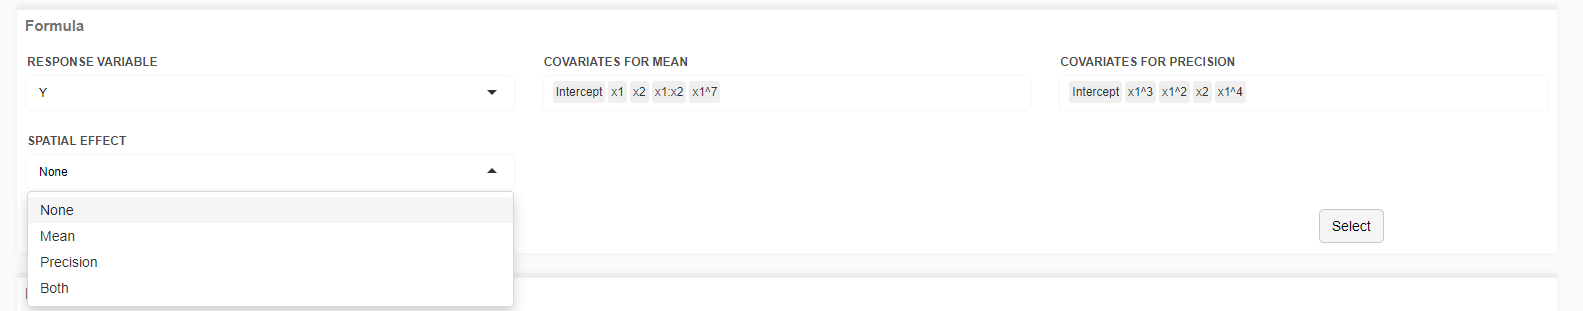 Formula
RESPONSE VARIABLE
Y
COVARIATES FOR MEAN
Intercept x1 x2 x1:x2 x1^7
COVARIATES FOR PRECISION
Intercept x1^3 x1^2 x2 x1^4
SPATIAL EFFECT
None
None
Mean
Precision
Both
Select